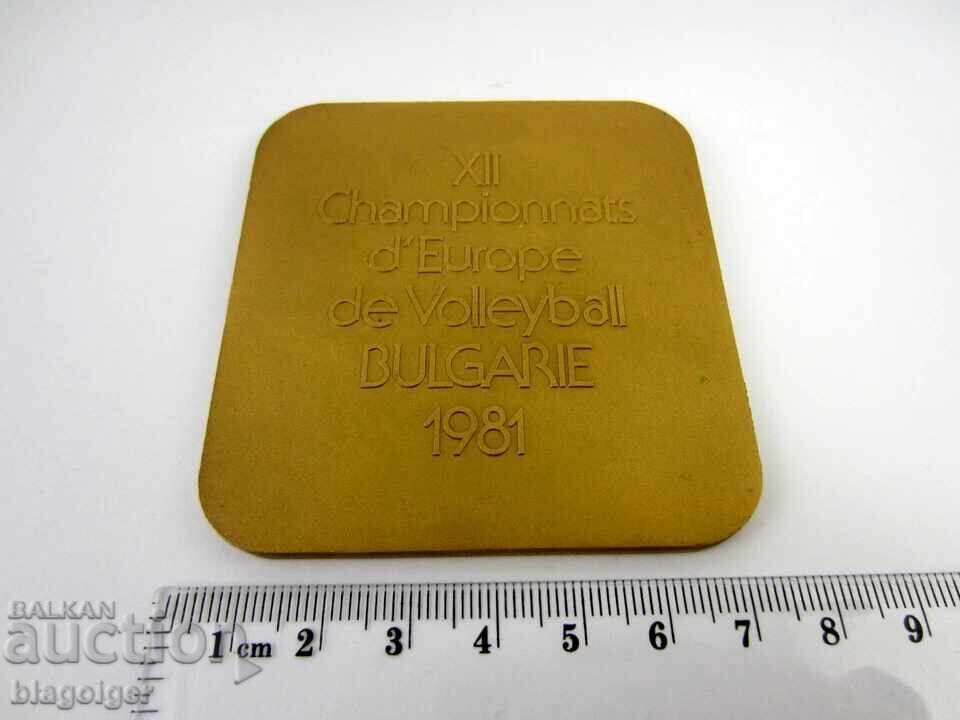 XII
Championnats
d'Europe
de Volleyball
BULGARIE
1981
1 cm 2 3 4 5 6 7 8 9
BALKAN
auction
blagoiger